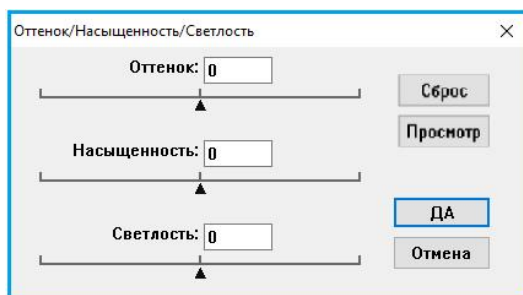 Оттенок/Насыщенность/Светлость
Оттенок: 0
Сброс
Просмотр
Насыщенность: 0
ДА
Светлость: 0
Отмена